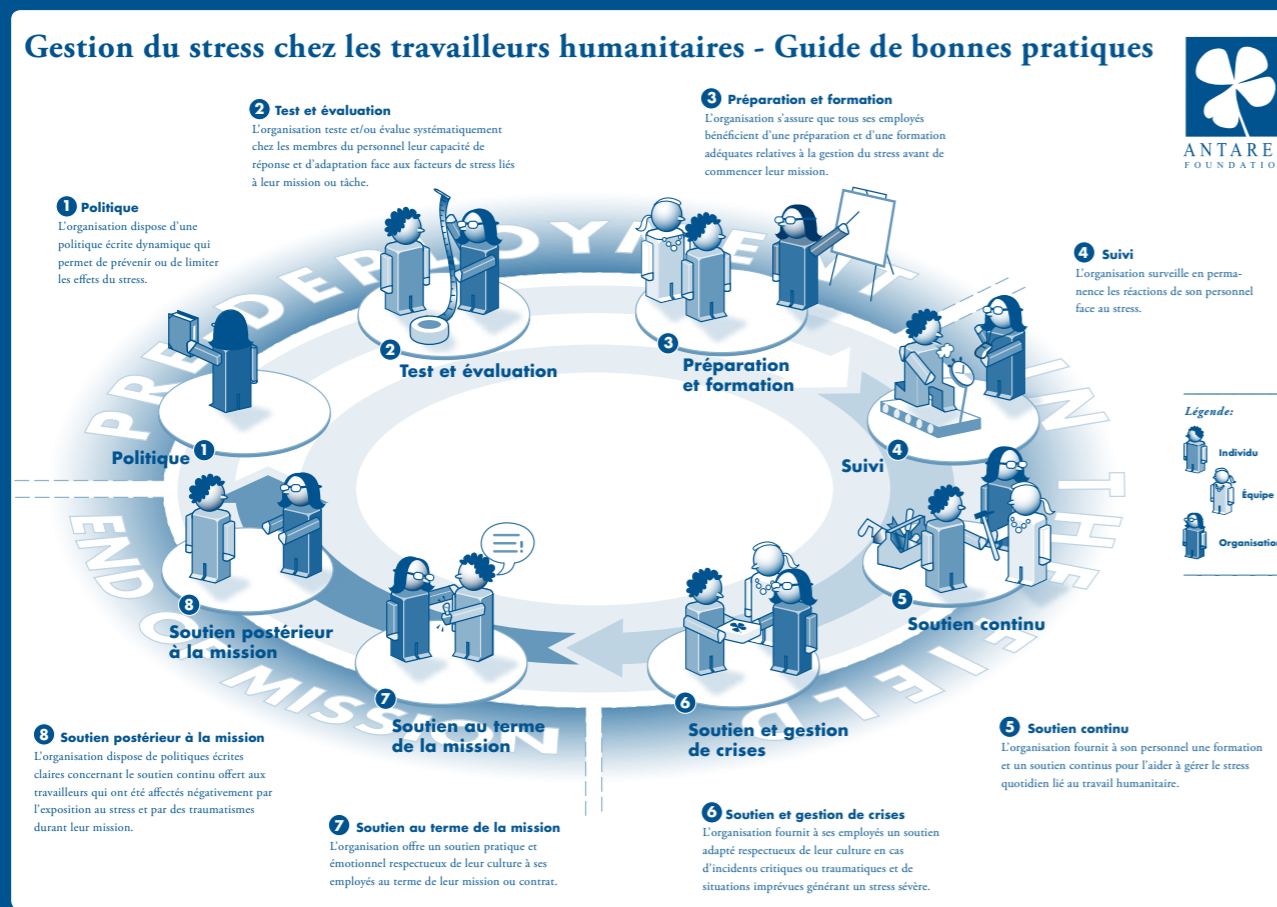 Gestion du stress chez les travailleurs humanitaires - Guide de bonnes pratiques
ANTARE
FOUNDATIO
2 Test et évaluation
L'organisation teste et/ou évalue systématiquement
chez les membres du personnel leur capacité de
réponse et d'adaptation face aux facteurs de stress liés
à leur mission ou tâche.
3 Préparation et formation
L'organisation s'assure que tous ses employés
bénéficient d'une préparation et d'une formation
adéquates relatives à la gestion du stress avant de
commencer leur mission.
1 Politique
L'organisation dispose d'une
politique écrite dynamique qui
permet de prévenir ou de limiter
les effets du stress.
4 Suivi
L'organisation surveille en perma-
nence les réactions de son personnel
face au stress.
PRE DEPLOYMENT
IN THE FIELD
END OF MISSION
2
Test et évaluation
3
Préparation
et formation
1
Politique
4
Suivi
5
Soutien continu
8
Soutien postérieur
à la mission
7
Soutien au terme
de la mission
6
Soutien et gestion
de crises
Légende:
Individu
Équipe
Organisation
8 Soutien postérieur à la mission
L'organisation dispose de politiques écrites
claires concernant le soutien continu offert aux
travailleurs qui ont été affectés négativement par
l'exposition au stress et par des traumatismes
durant leur mission.
5 Soutien continu
L'organisation fournit à son personnel une formation
et un soutien continus pour l'aider à gérer le stress
quotidien lié au travail humanitaire.
7 Soutien au terme de la mission
L'organisation offre un soutien pratique et
émotionnel respectueux de leur culture à ses
employés au terme de leur mission ou contrat.
6 Soutien et gestion de crises
L'organisation fournit à ses employés un soutien
adapté respectueux de leur culture en cas
d'incidents critiques ou traumatiques et de
situations imprévues générant un stress sévère.